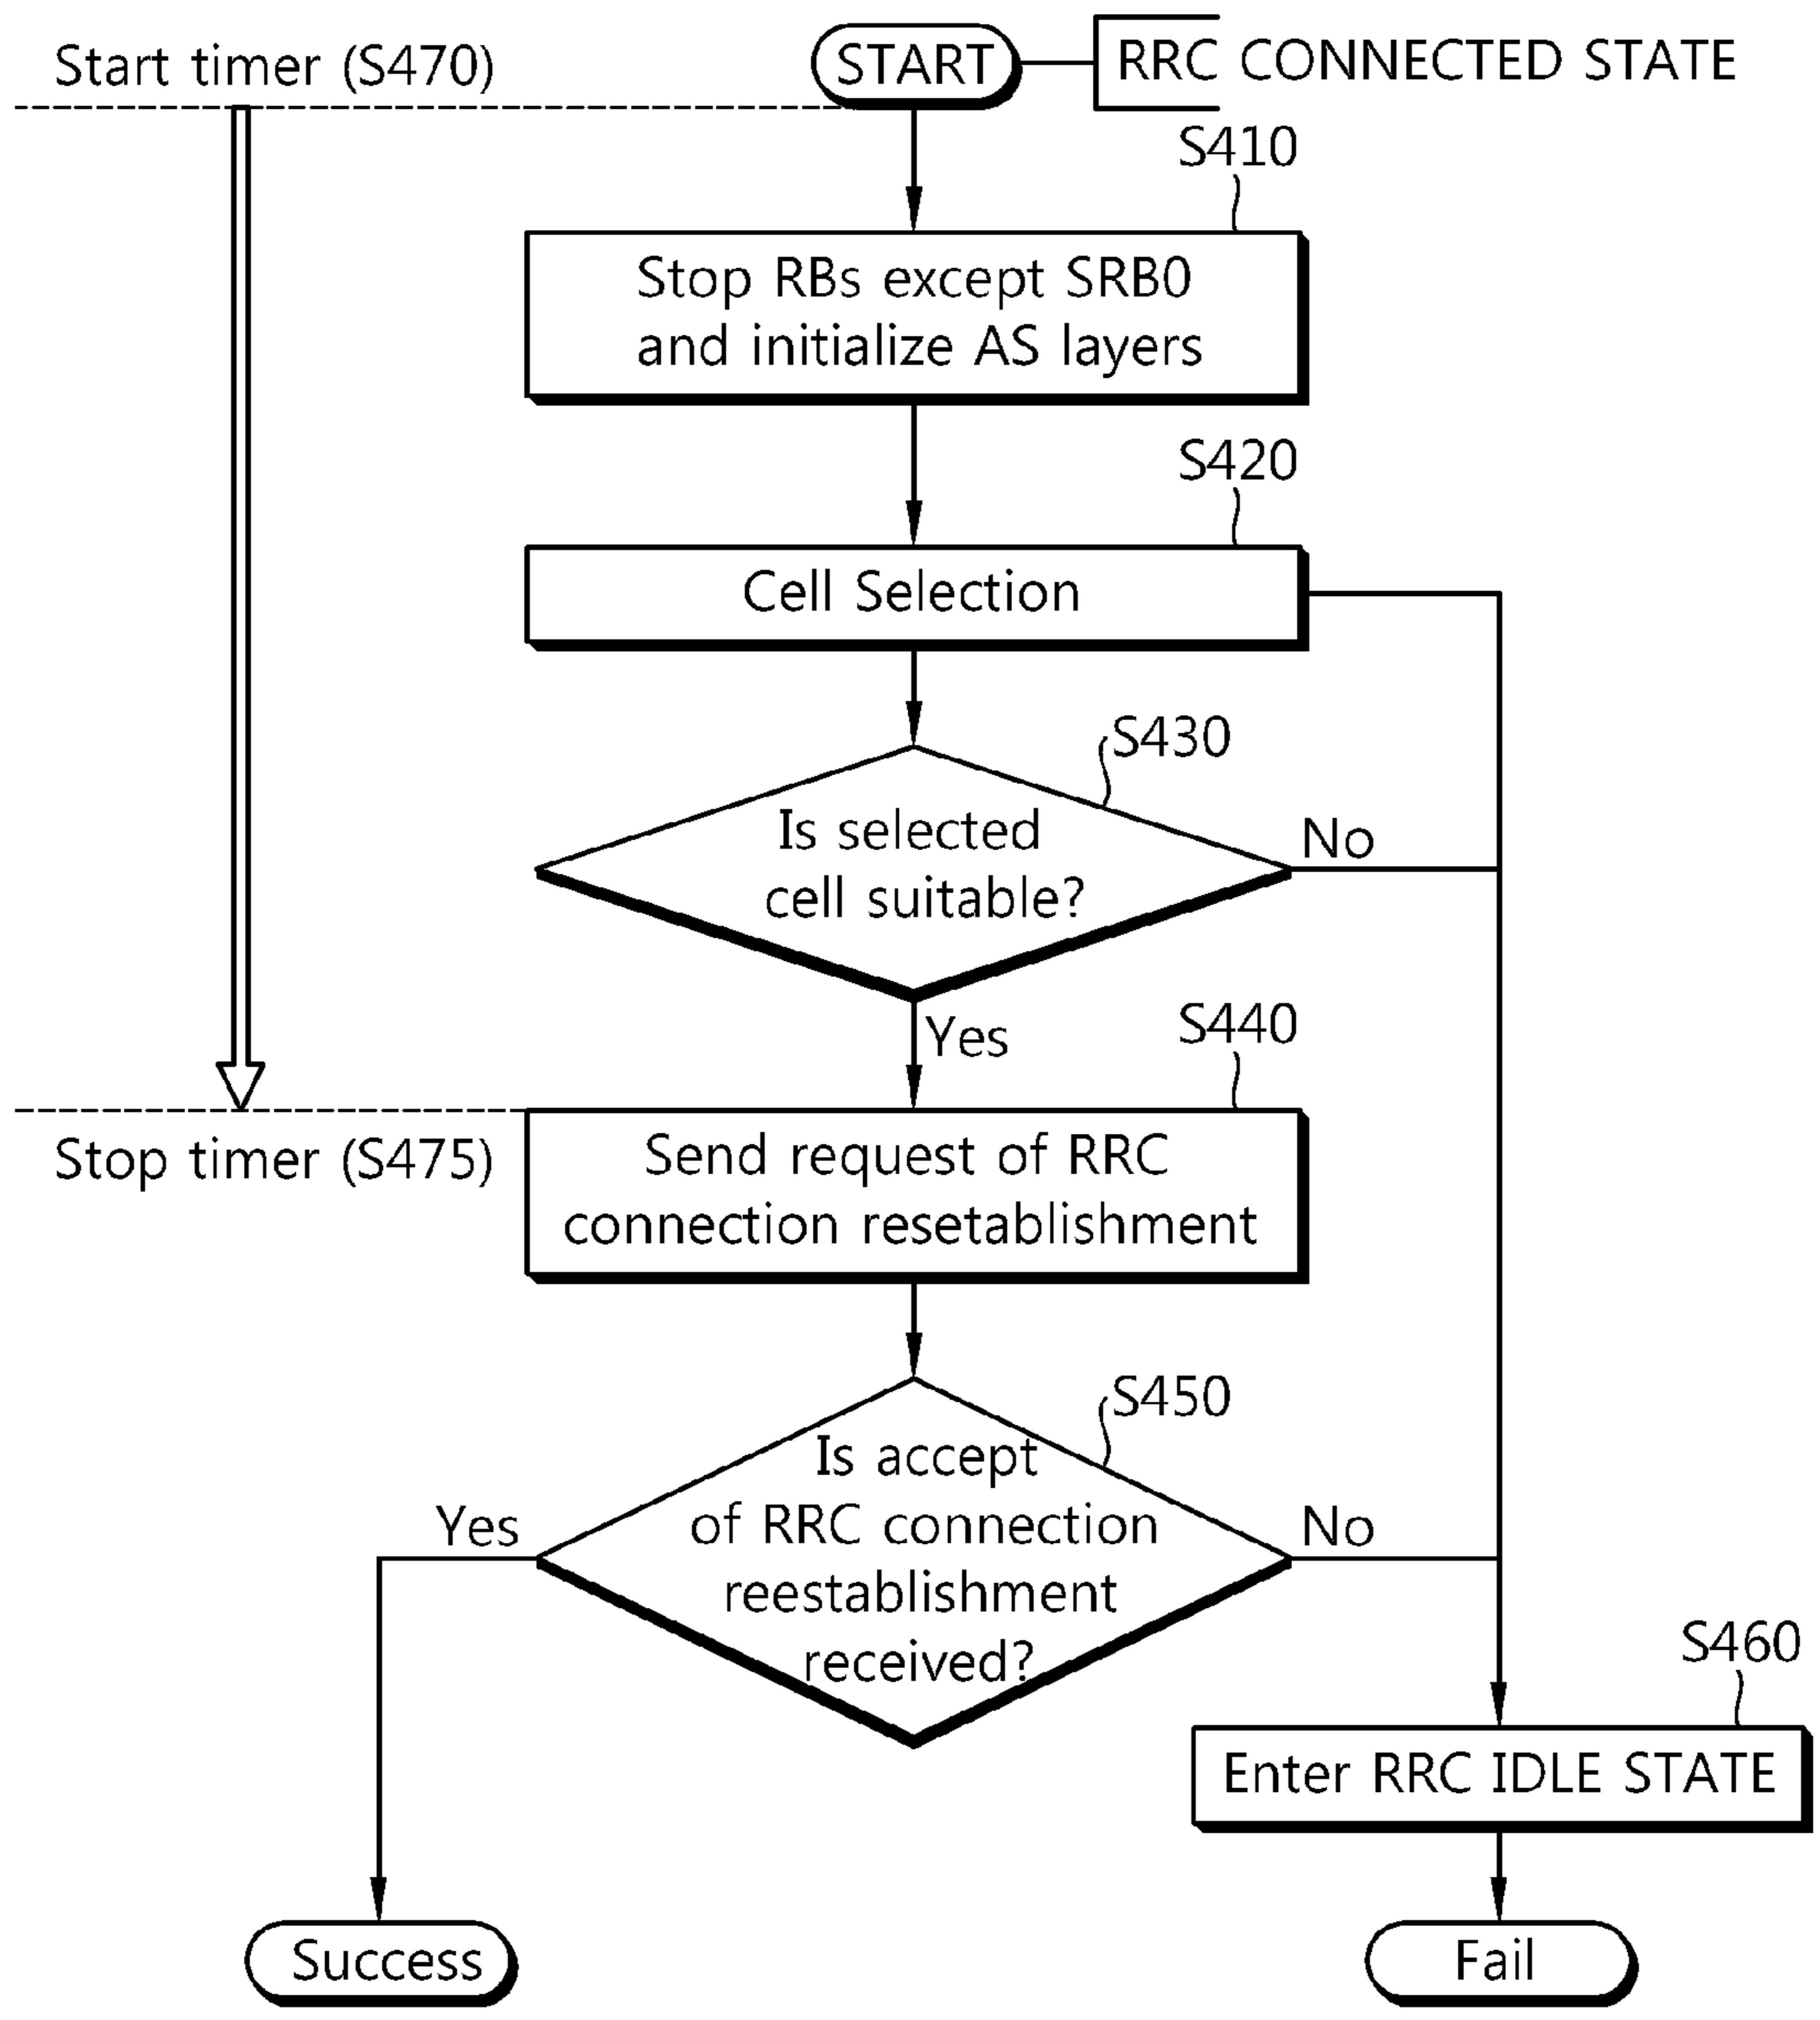 Start timer (S470)
START
RRC CONNECTED STATE
S410
Stop RBs except SRB0
and initialize AS layers
S420
Cell Selection
S430
Is selected
cell suitable?
No
Yes
S440
Stop timer (S475)
Send request of RRC
connection resetablishment
S450
Is accept
of RRC connection
reestablishment
received?
Yes
No
S460
Enter RRC IDLE STATE
Success
Fail